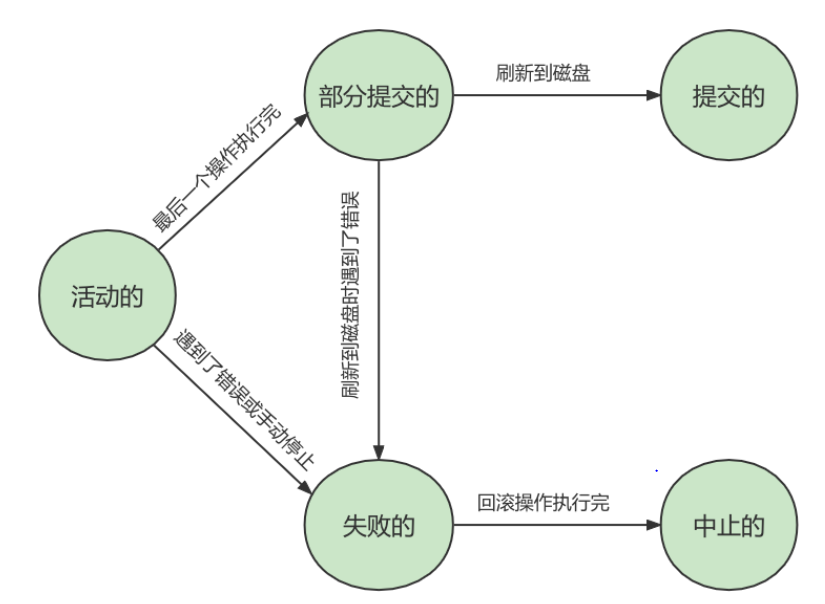 部分提交的
刷新到磁盘
提交的
最后一个操作执行完
刷新到磁盘时遇到了错误
活动的
遇到了错误或手动停止
失败的
回滚操作执行完
中止的